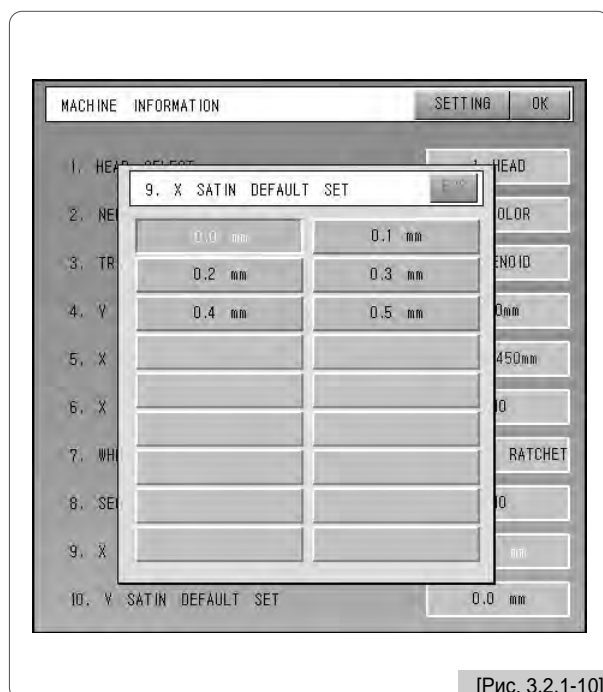 MACHINE INFORMATION SETTING OK
1. HEAD SELECT HEAD
9. X SATIN DEFAULT SET
2. NE OLOR
0.0 mm 0.1 mm
3. TR ENOID
0.2 mm 0.3 mm
4. Y 0mm
0.4 mm 0.5 mm
5. X 450mm
6. X
7. WH RATCHET
8. SE
9. X mm
10. Y SATIN DEFAULT SET 0.0 mm
[Рис. 3.2.1-10]